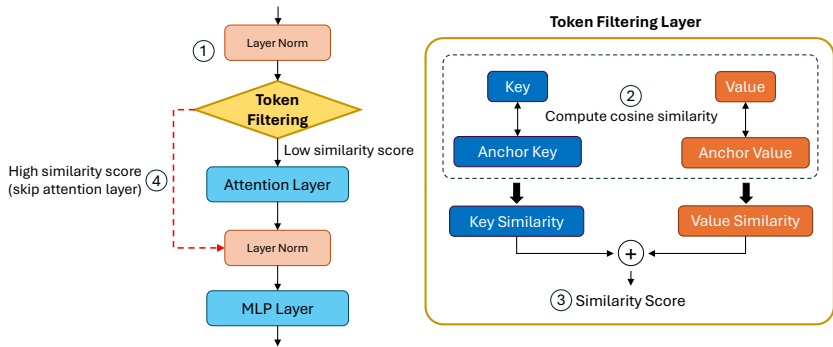 1
Layer Norm
Token
Filtering
Low similarity score
High similarity score
(skip attention layer)
4
Attention Layer
Layer Norm
MLP Layer
Token Filtering Layer
Key
Value
2
Compute cosine similarity
Anchor Key
Anchor Value
Key Similarity
Value Similarity
+
3 Similarity Score